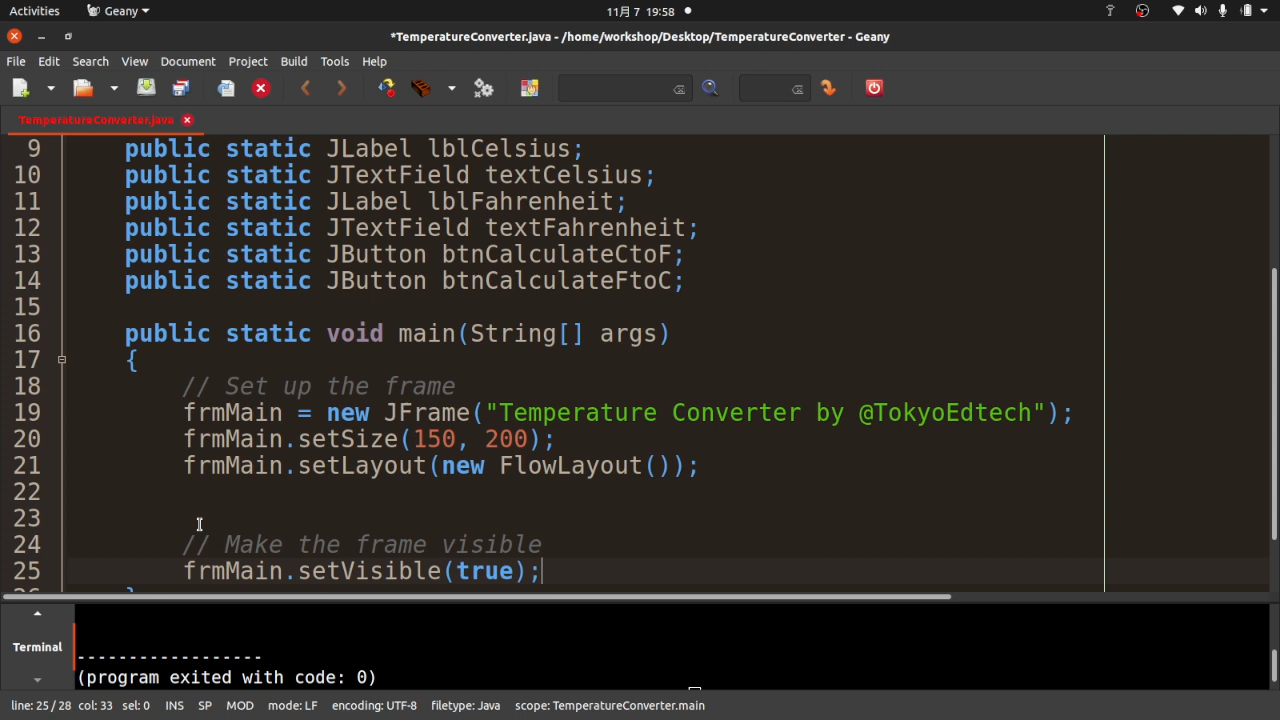 Activities Geany 11月 7 19:58
*TemperatureConverter.java - /home/workshop/Desktop/TemperatureConverter - Geany
File Edit Search View Document Project Build Tools Help
TemperatureConverter.java
9 public static JLabel lblCelsius;
10 public static JTextField textCelsius;
11 public static JLabel lblFahrenheit;
12 public static JTextField textFahrenheit;
13 public static JButton btnCalculateCtoF;
14 public static JButton btnCalculateFtoC;
15
16 public static void main(String[] args)
17 {
18 // Set up the frame
19 frmMain = new JFrame("Temperature Converter by @TokyoEdtech");
20 frmMain.setSize(150, 200);
21 frmMain.setLayout(new FlowLayout());
22
23
24 // Make the frame visible
25 frmMain.setVisible(true);
Terminal
------------------
(program exited with code: 0)
line: 25 / 28 col: 33 sel: 0 INS SP MOD mode: LF encoding: UTF-8 filetype: Java scope: TemperatureConverter.main